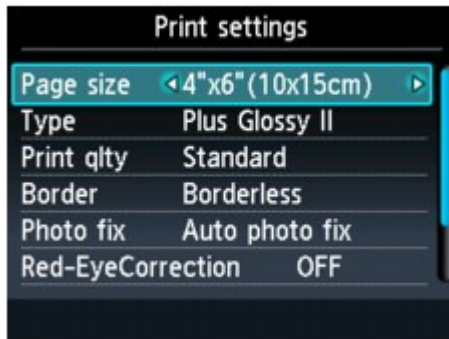 Print settings
Page size 4"x6"(10x15cm)
Type Plus Glossy II
Print qlty Standard
Border Borderless
Photo fix Auto photo fix
Red-EyeCorrection OFF